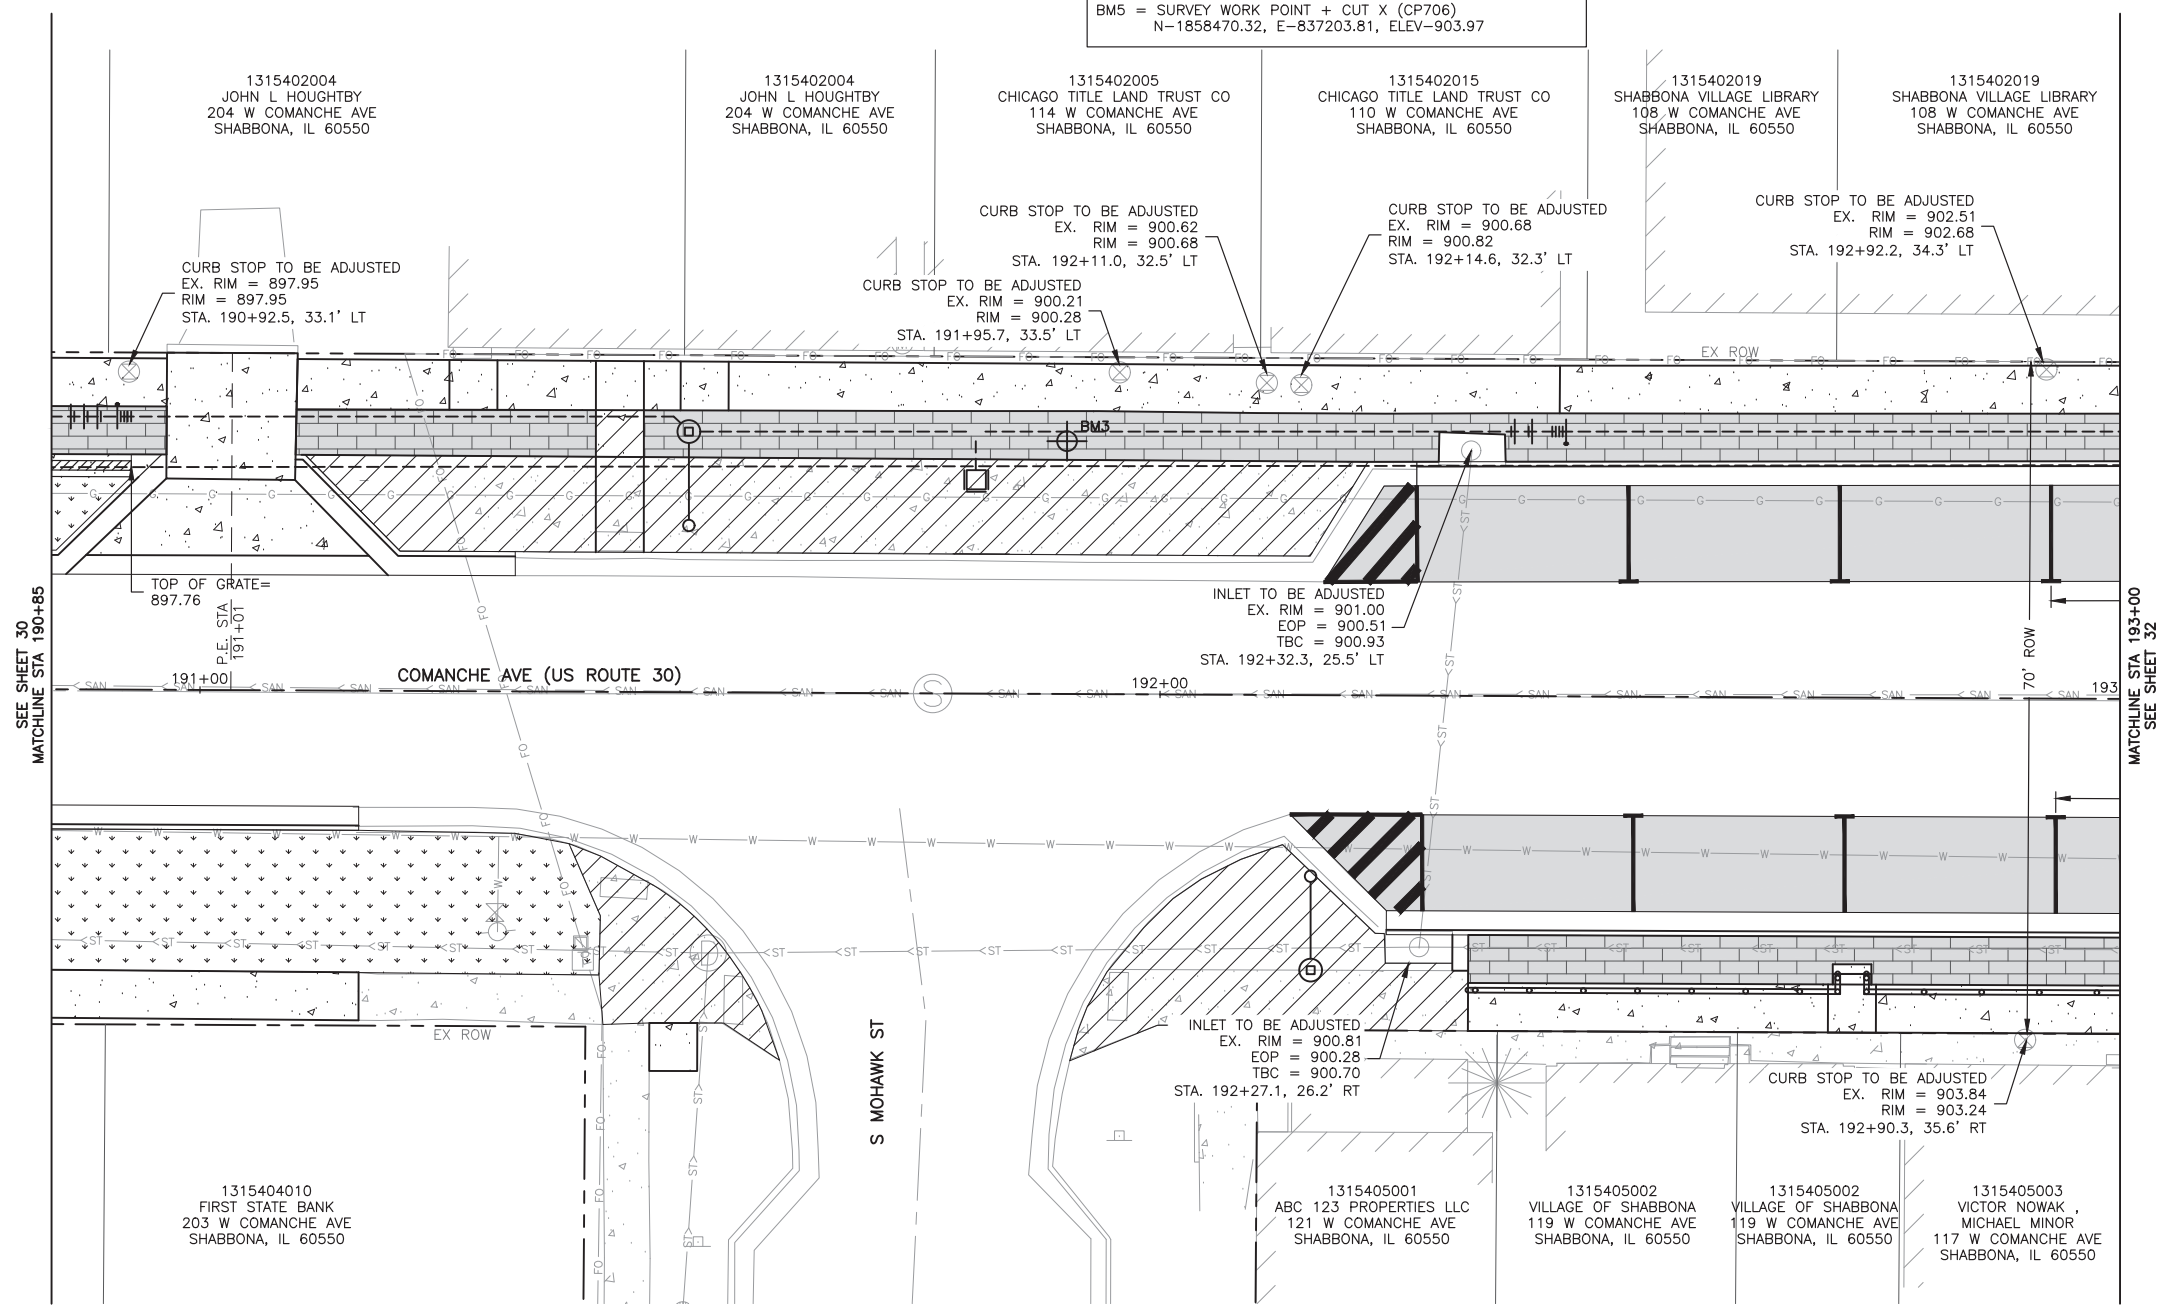 BM5 = SURVEY WORK POINT + CUT X (CP706)
N-1858470.32, E-837203.81, ELEV-903.97
1315402004
JOHN L HOUGHTBY
204 W COMANCHE AVE
SHABBONA, IL 60550
1315402004
JOHN L HOUGHTBY
204 W COMANCHE AVE
SHABBONA, IL 60550
1315402005
CHICAGO TITLE LAND TRUST CO
114 W COMANCHE AVE
SHABBONA, IL 60550
1315402015
CHICAGO TITLE LAND TRUST CO
110 W COMANCHE AVE
SHABBONA, IL 60550
1315402019
SHABBONA VILLAGE LIBRARY
108 W COMANCHE AVE
SHABBONA, IL 60550
1315402019
SHABBONA VILLAGE LIBRARY
108 W COMANCHE AVE
SHABBONA, IL 60550
CURB STOP TO BE ADJUSTED
EX. RIM = 897.95
RIM = 897.95
STA. 190+92.5, 33.1' LT
CURB STOP TO BE ADJUSTED
EX. RIM = 900.21
RIM = 900.28
STA. 191+95.7, 33.5' LT
CURB STOP TO BE ADJUSTED
EX. RIM = 900.62
RIM = 900.68
STA. 192+11.0, 32.5' LT
CURB STOP TO BE ADJUSTED
EX. RIM = 900.68
RIM = 900.82
STA. 192+14.6, 32.3' LT
CURB STOP TO BE ADJUSTED
EX. RIM = 902.51
RIM = 902.68
STA. 192+92.2, 34.3' LT
EX ROW
BM3
TOP OF GRATE=
897.76
P.E. STA
191+01
INLET TO BE ADJUSTED
EX. RIM = 901.00
EOP = 900.51
TBC = 900.93
STA. 192+32.3, 25.5' LT
SEE SHEET 30
MATCHLINE STA 190+85
191+00
COMANCHE AVE (US ROUTE 30)
192+00
193
70' ROW
MATCHLINE STA 193+00
SEE SHEET 32
S MOHAWK ST
EX ROW
INLET TO BE ADJUSTED
EX. RIM = 900.81
EOP = 900.28
TBC = 900.70
STA. 192+27.1, 26.2' RT
CURB STOP TO BE ADJUSTED
EX. RIM = 903.84
RIM = 903.24
STA. 192+90.3, 35.6' RT
1315404010
FIRST STATE BANK
203 W COMANCHE AVE
SHABBONA, IL 60550
1315405001
ABC 123 PROPERTIES LLC
121 W COMANCHE AVE
SHABBONA, IL 60550
1315405002
VILLAGE OF SHABBONA
119 W COMANCHE AVE
SHABBONA, IL 60550
1315405002
VILLAGE OF SHABBONA
119 W COMANCHE AVE
SHABBONA, IL 60550
1315405003
VICTOR NOWAK ,
MICHAEL MINOR
117 W COMANCHE AVE
SHABBONA, IL 60550